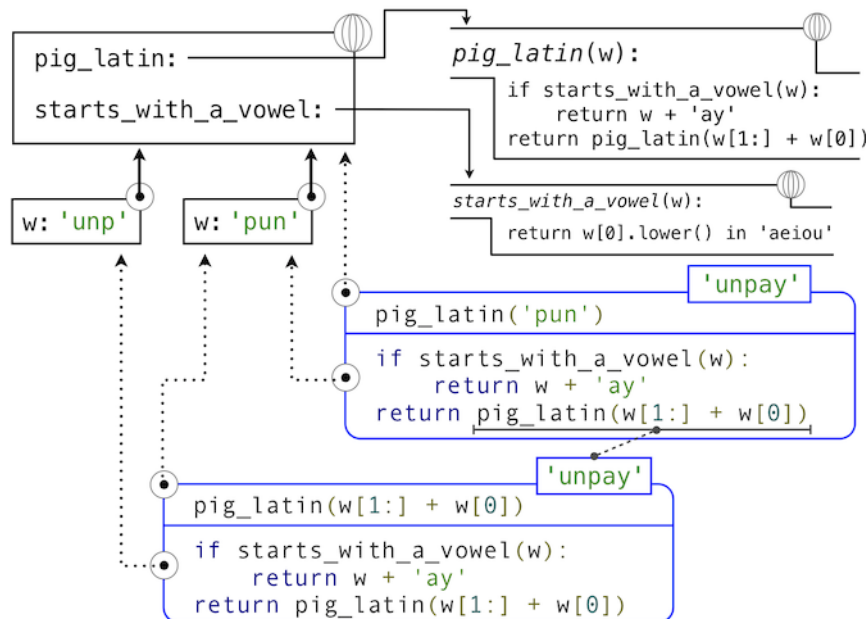 pig_latin:
starts_with_a_vowel:
pig_latin(w):
if starts_with_a_vowel(w):
return w + 'ay'
return pig_latin(w[1:] + w[0])
starts_with_a_vowel(w):
return w[0].lower() in 'aeiou'
w: 'unp'
w: 'pun'
'unpay'
pig_latin('pun')
if starts_with_a_vowel(w):
return w + 'ay'
return pig_latin(w[1:] + w[0])
'unpay'
pig_latin(w[1:] + w[0])
if starts_with_a_vowel(w):
return w + 'ay'
return pig_latin(w[1:] + w[0])